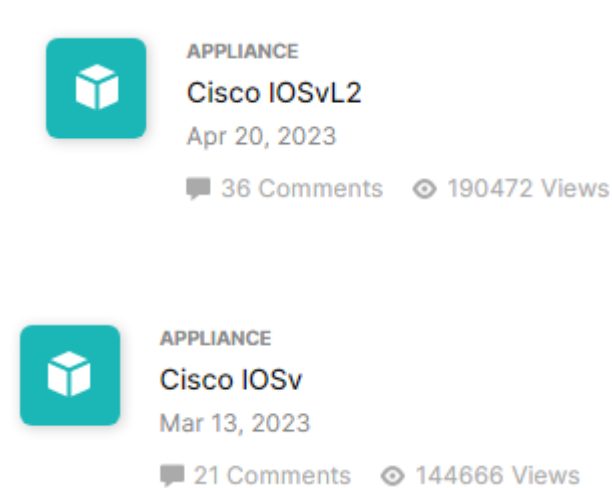 APPLIANCE
Cisco IOSvL2
Apr 20, 2023
36 Comments 190472 Views
APPLIANCE
Cisco IOSv
Mar 13, 2023
21 Comments 144666 Views